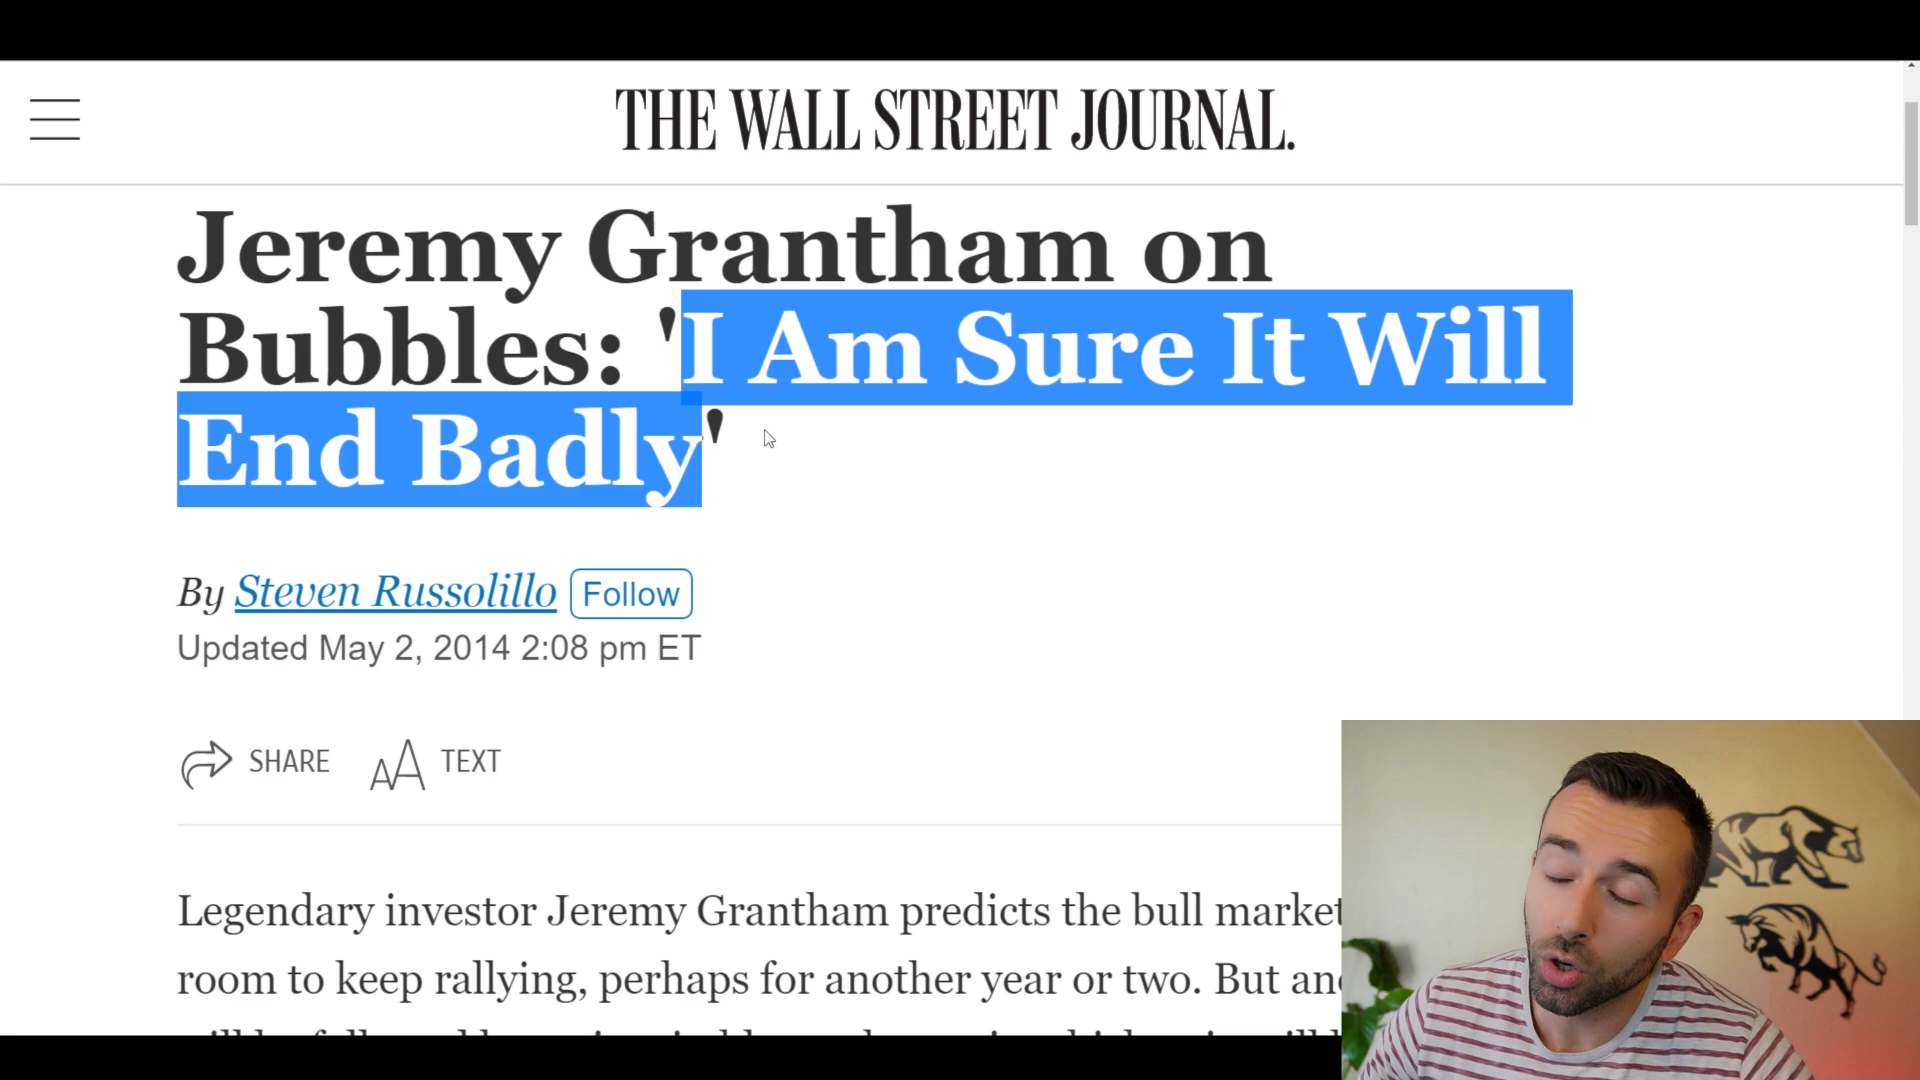 THE WALL STREET JOURNAL.
Jeremy Grantham on
Bubbles: 'I Am Sure It Will
End Badly'
By Steven Russolillo Follow
Updated May 2, 2014 2:08 pm ET
SHARE AA TEXT
Legendary investor Jeremy Grantham predicts the bull market
room to keep rallying, perhaps for another year or two. But